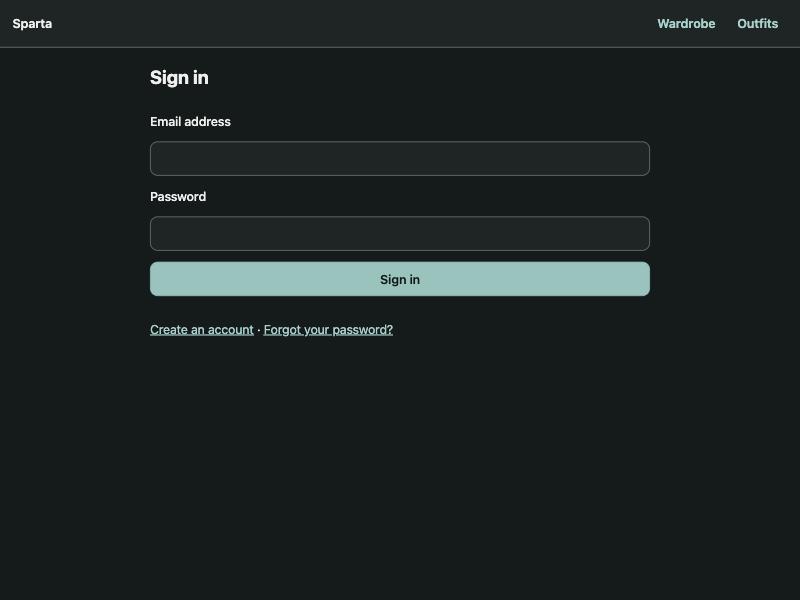 Sparta
Wardrobe Outfits
Sign in
Email address
Password
Sign in
Create an account · Forgot your password?